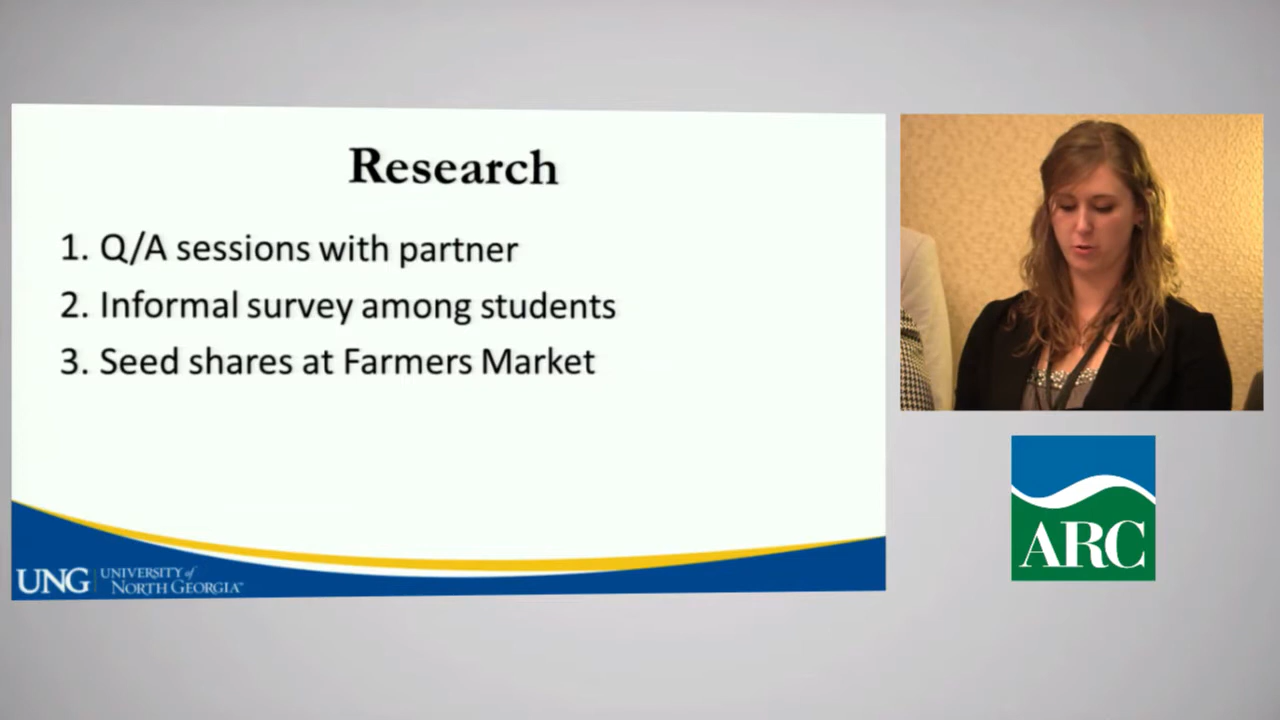 Research
1. Q/A sessions with partner
2. Informal survey among students
3. Seed shares at Farmers Market
UNG
UNIVERSITY of
NORTH GEORGIA™
ARC